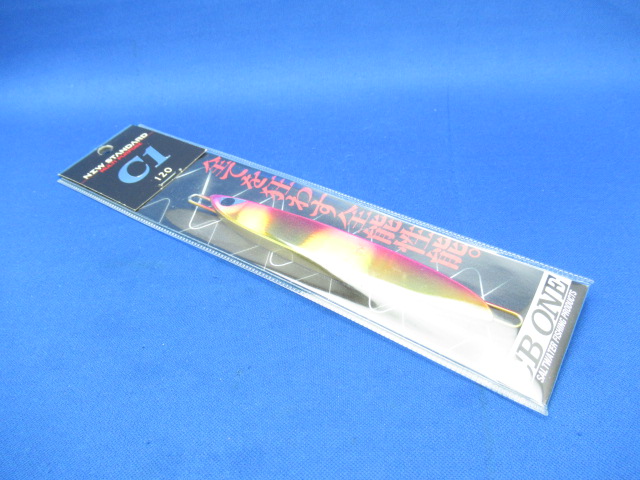 NEW STANDARD
C1
120
全てを狂わす全能性能。
CB ONE
SALTWATER FISHING PRODUCTS